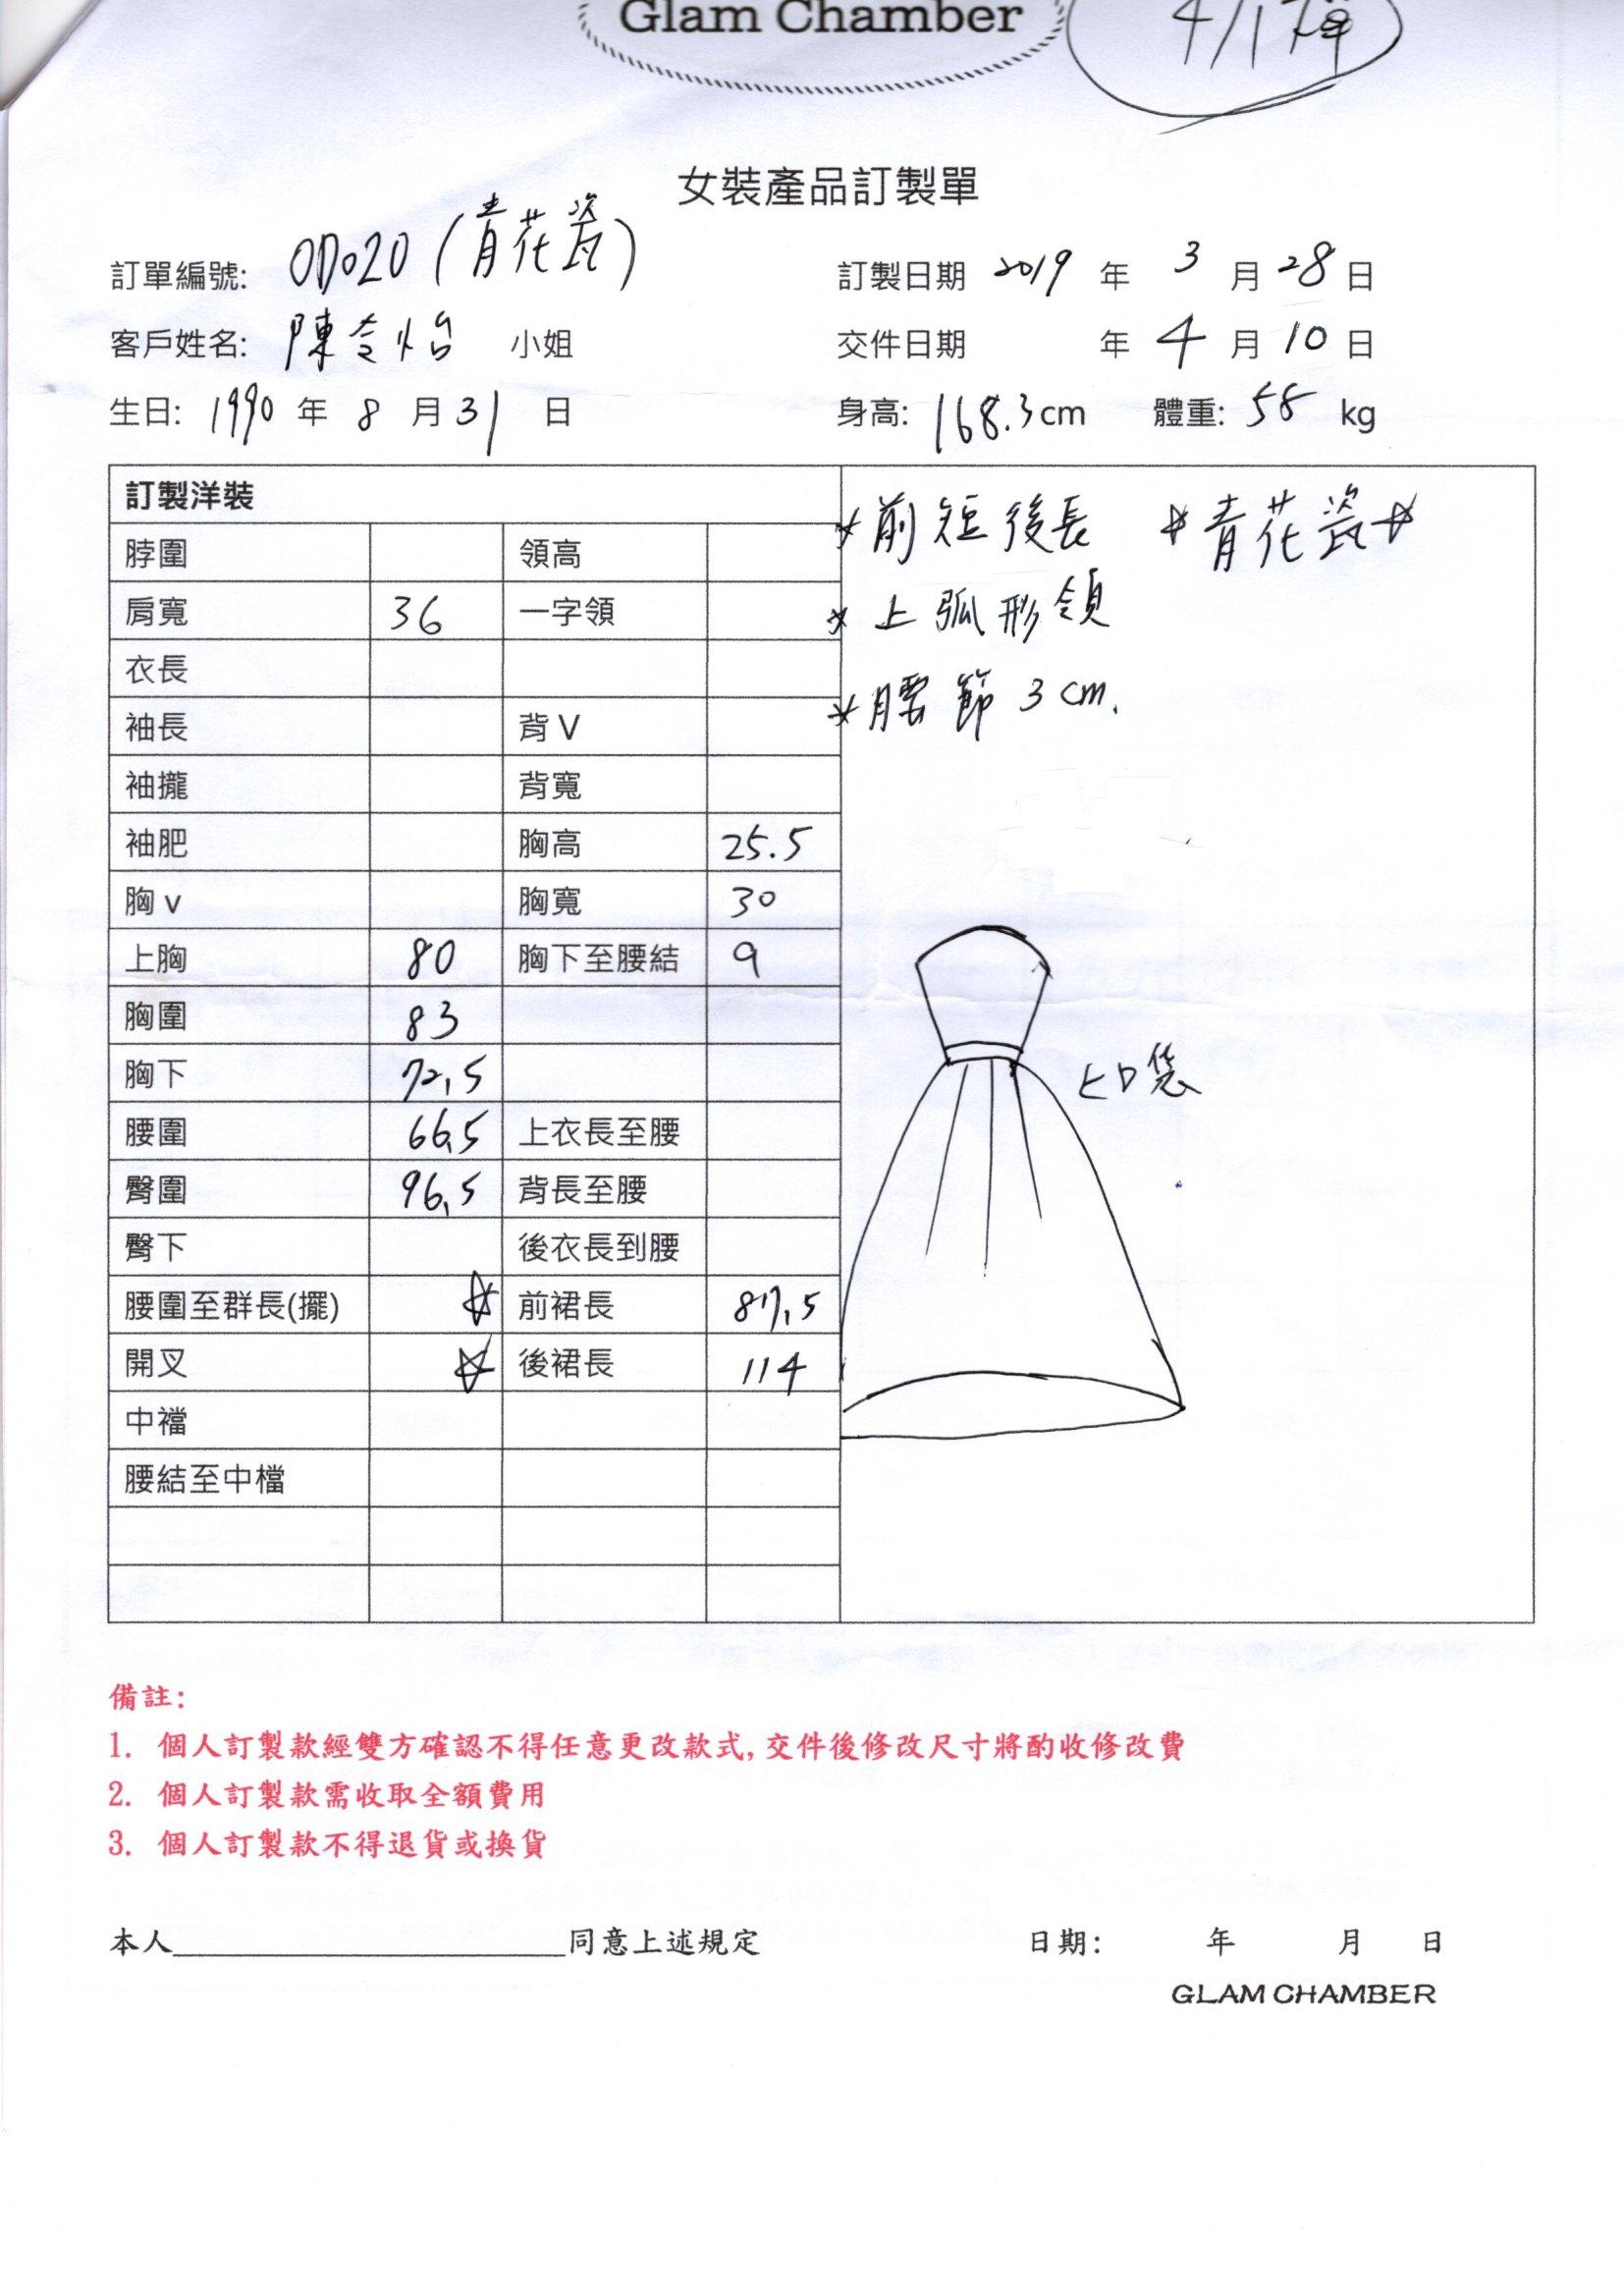 Glam Chamber
4/1
女裝產品訂製單
訂單編號: OD020 (青花瓷) 訂製日期 2019 年 3 月 28 日
客戶姓名: 陳令怡 小姐 交件日期 年 4 月 10 日
生日: 1990 年 8 月 31 日 身高: 168.3 cm 體重: 58 kg
訂製洋裝
脖圍 領高
肩寬 36 一字領
衣長
袖長 背 V
袖攏 背寬
袖肥 胸高 25.5
胸 v 胸寬 30
上胸 80 胸下至腰結 9
胸圍 83
胸下 72.5
腰圍 66.5 上衣長至腰
臀圍 96.5 背長至腰
臀下 後衣長到腰
腰圍至群長(擺) ☆ 前裙長 87.5
開叉 ☆ 後裙長 114
中襠
腰結至中檔
☆前短後長 ☆青花瓷☆
☆上弧形領
☆腰節 3 cm.
口袋
備註:
1. 個人訂製款經雙方確認不得任意更改款式, 交件後修改尺寸將酌收修改費
2. 個人訂製款需收取全額費用
3. 個人訂製款不得退貨或換貨
本人__________同意上述規定 日期: 年 月 日
GLAM CHAMBER